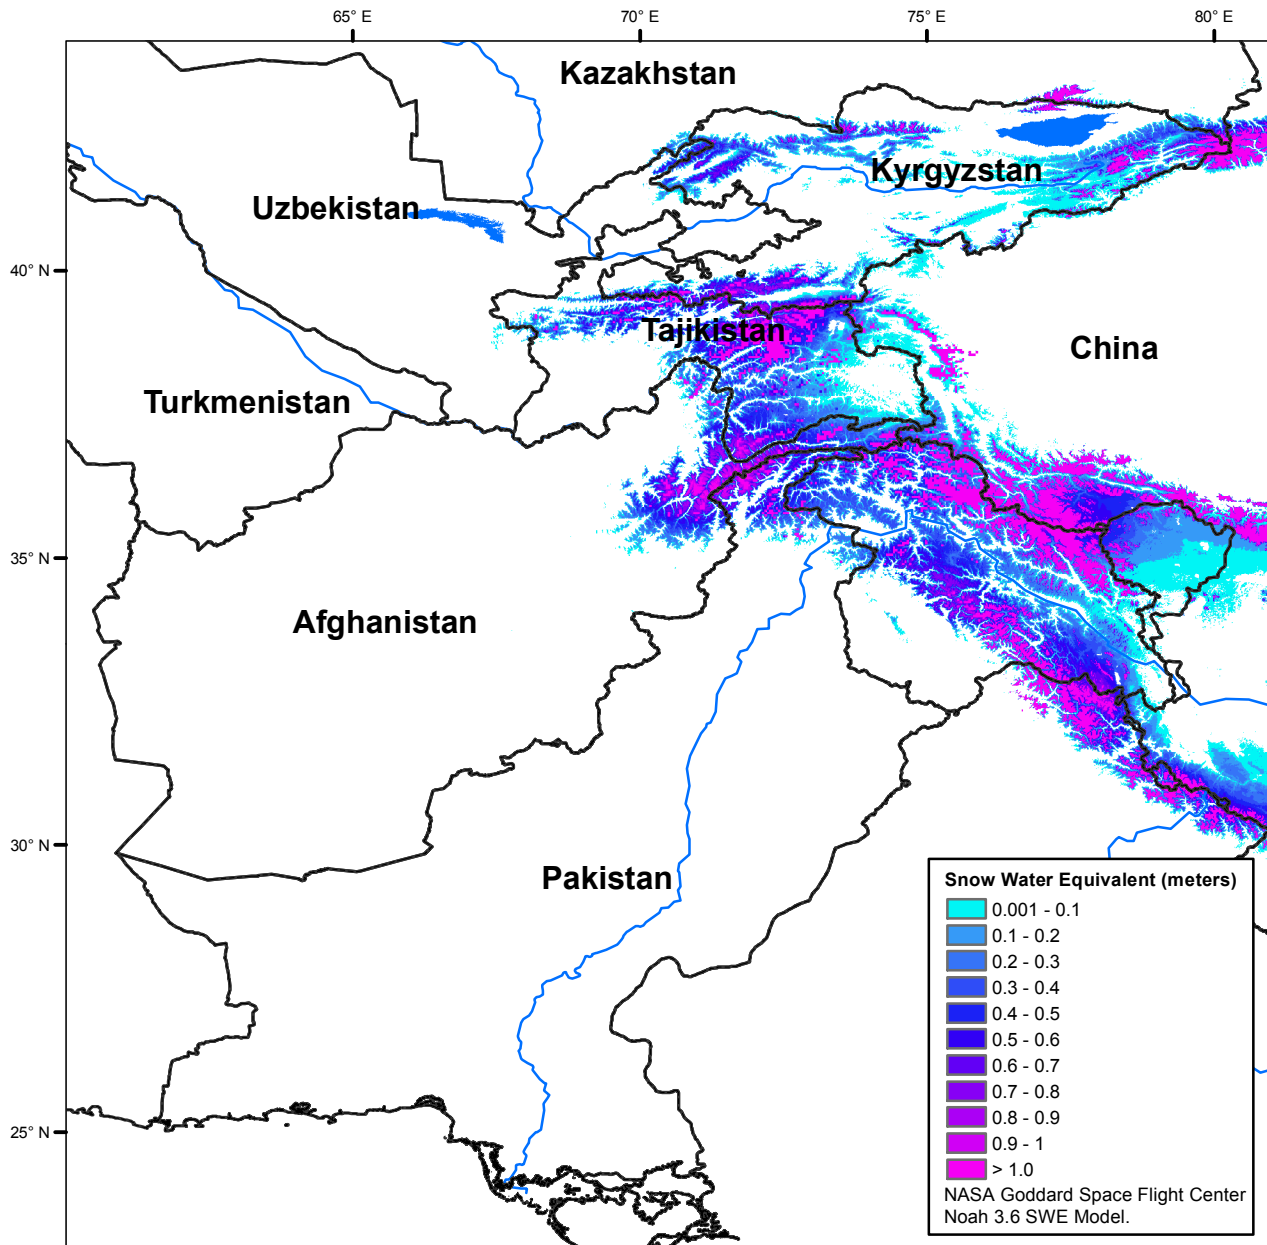 65° E
70° E
75° E
80° E
Kazakhstan
Kyrgyzstan
Uzbekistan
40° N
Tajikistan
China
Turkmenistan
35° N
Afghanistan
30° N
Pakistan
25° N
Snow Water Equivalent (meters)
0.001 - 0.1
0.1 - 0.2
0.2 - 0.3
0.3 - 0.4
0.4 - 0.5
0.5 - 0.6
0.6 - 0.7
0.7 - 0.8
0.8 - 0.9
0.9 - 1
> 1.0
NASA Goddard Space Flight Center
Noah 3.6 SWE Model.